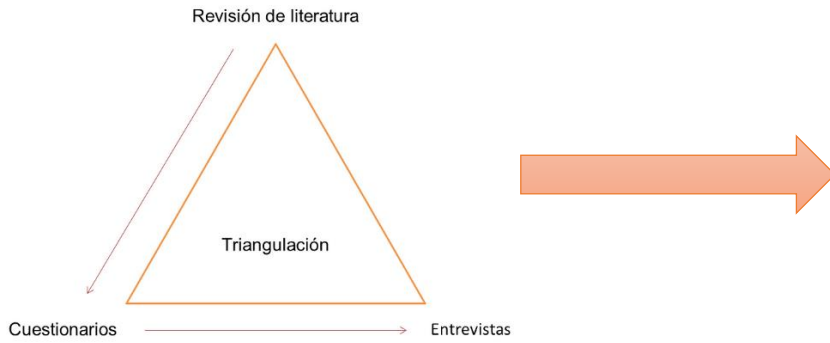 Revisión de literatura
Triangulación
Cuestionarios
Entrevistas